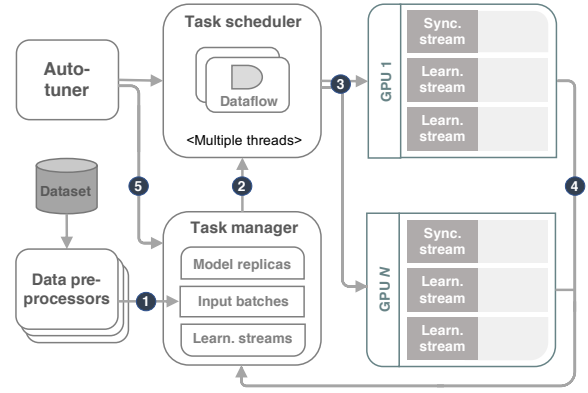 Task scheduler
Dataflow
<Multiple threads>
Auto-
tuner
Dataset
Data pre-
processors
Task manager
Model replicas
Input batches
Learn. streams
1
2
3
4
5
GPU 1
Sync.
stream
Learn.
stream
Learn.
stream
GPU N
Sync.
stream
Learn.
stream
Learn.
stream